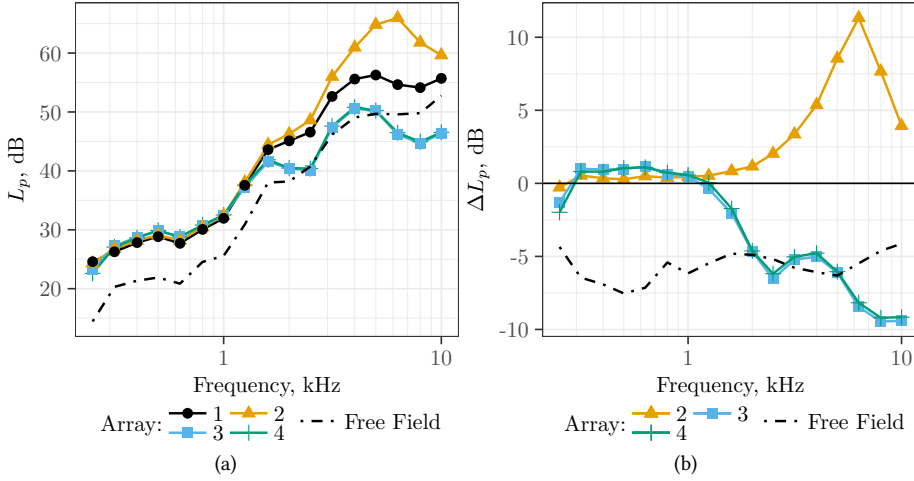 60
50
40
30
20
L_p, dB
1
10
Frequency, kHz
Array:
1
2
Free Field
3
4
(a)
10
5
0
-5
-10
ΔL_p, dB
1
10
Frequency, kHz
Array:
2
3
Free Field
4
(b)